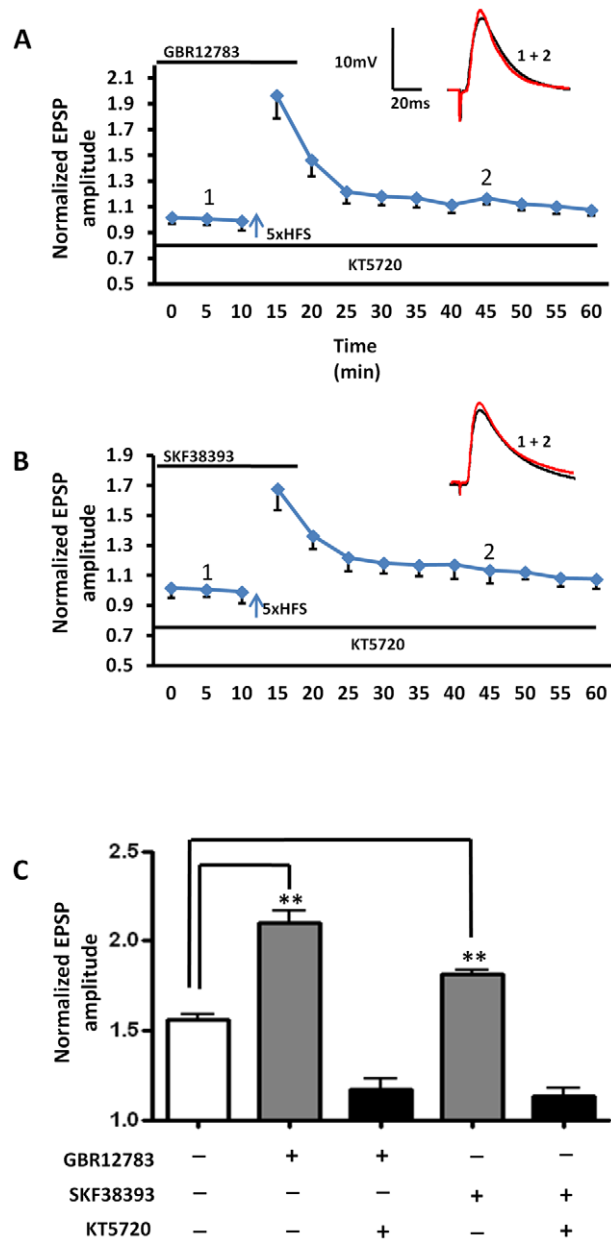 A
GBR12783
10mV
20ms
1 + 2
Normalized EPSP
amplitude
2.1
1.9
1.7
1.5
1.3
1.1
0.9
0.7
0.5
1
5xHFS
2
KT5720
0 5 10 15 20 25 30 35 40 45 50 55 60
Time
(min)
B
SKF38393
1 + 2
Normalized EPSP
amplitude
1.9
1.7
1.5
1.3
1.1
0.9
0.7
0.5
1
5xHFS
2
KT5720
0 5 10 15 20 25 30 35 40 45 50 55 60
C
Normalized EPSP
amplitude
2.5
2.0
1.5
1.0
**
**
GBR12783 – + + – –
SKF38393 – – – + +
KT5720 – – + – +